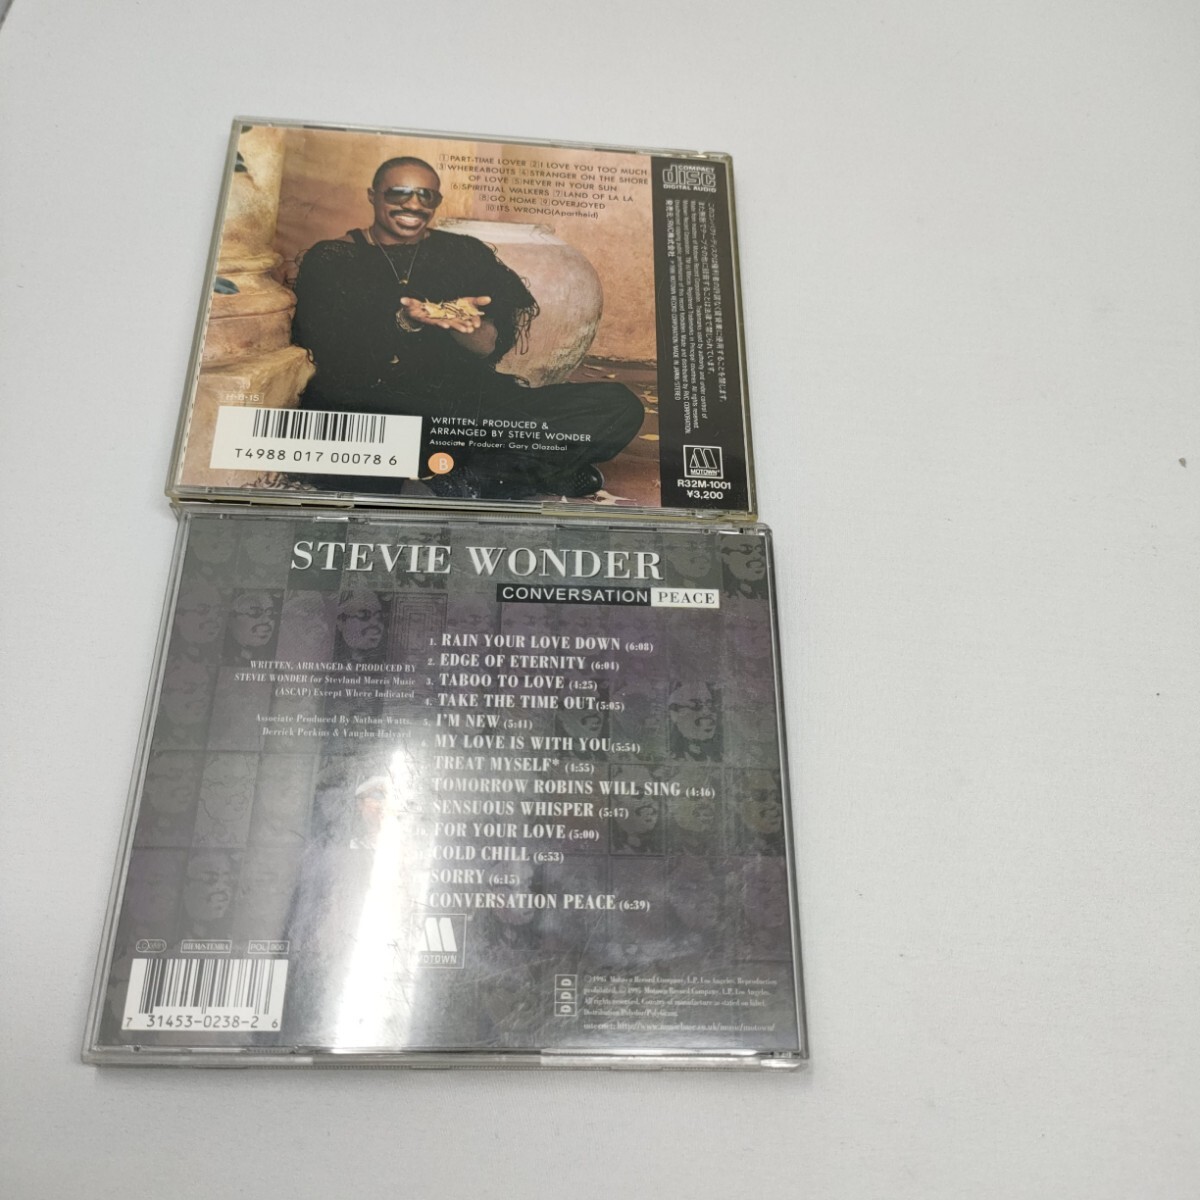 ①PART-TIME LOVER ②I LOVE YOU TOO MUCH
③WHEREABOUTS ④STRANGER ON THE SHORE
OF LOVE ⑤NEVER IN YOUR SUN
⑥SPIRITUAL WALKERS ⑦LAND OF LA LA
⑧GO HOME ⑨OVERJOYED
⑩ITS WRONG(Apartheid)
COMPACT
disc
DIGITAL AUDIO
WRITTEN, PRODUCED &
ARRANGED BY STEVIE WONDER
Associate Producer: Gary Olazabal
T4988 017 00078 6
B
MOTOWN
R32M-1001
¥3,200
STEVIE WONDER
CONVERSATION PEACE
1. RAIN YOUR LOVE DOWN (6:08)
2. EDGE OF ETERNITY (6:04)
3. TABOO TO LOVE (4:25)
4. TAKE THE TIME OUT(5:05)
5. I'M NEW (5:41)
MY LOVE IS WITH YOU(5:54)
TREAT MYSELF* (4:55)
TOMORROW ROBINS WILL SING (4:46)
SENSUOUS WHISPER (5:47)
FOR YOUR LOVE (5:00)
COLD CHILL (6:53)
SORRY (6:15)
CONVERSATION PEACE (6:39)
WRITTEN, ARRANGED & PRODUCED BY
STEVIE WONDER for Stevland Morris Music
(ASCAP) Except Where Indicated
Associate Produced By Nathan Watts,
Derrick Perkins & Vaughn Halyard.
MOTOWN
BIEM/STEMRA
7 31453-0238-2 6
DDD